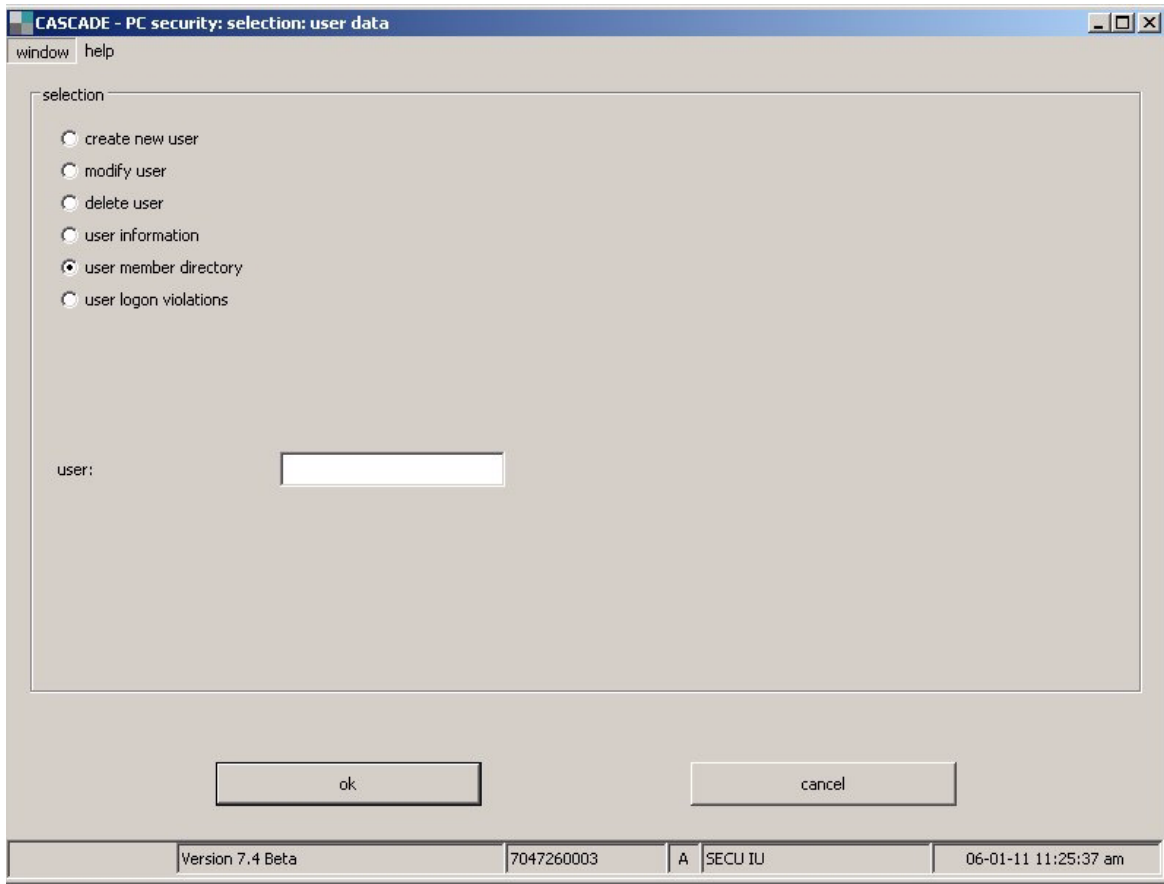 CASCADE - PC security: selection: user data
window help
selection
create new user
modify user
delete user
user information
user member directory
user logon violations
user:
ok cancel
Version 7.4 Beta 7047260003 A SECU IU 06-01-11 11:25:37 am